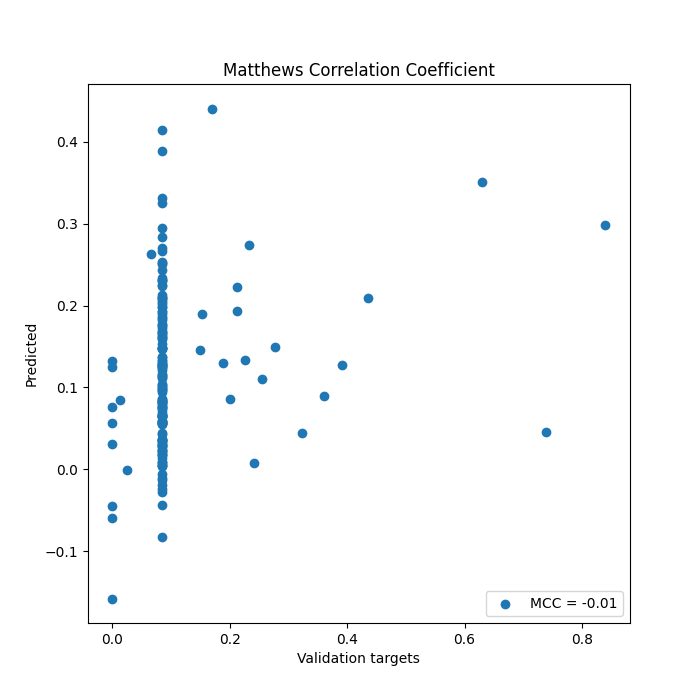 Matthews Correlation Coefficient
0.4
0.3
0.2
0.1
0.0
−0.1
Predicted
MCC = -0.01
0.0 0.2 0.4 0.6 0.8
Validation targets